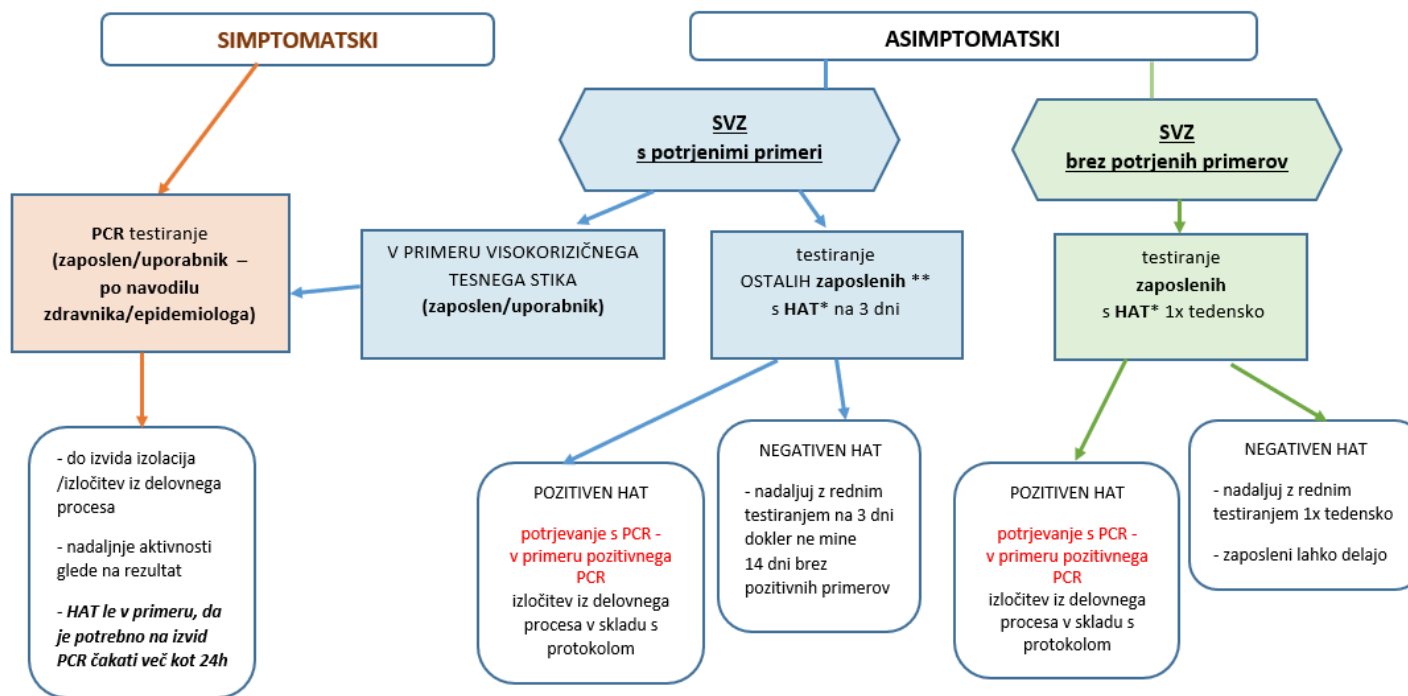 SIMPTOMATSKI
ASIMPTOMATSKI
SVZ
s potrjenimi primeri
SVZ
brez potrjenih primerov
PCR testiranje
(zaposlen/uporabnik –
po navodilu
zdravnika/epidemiologa)
V PRIMERU VISOKORIZIČNEGA
TESNEGA STIKA
(zaposlen/uporabnik)
testiranje
OSTALIH zaposlenih **
s HAT* na 3 dni
testiranje
zaposlenih
s HAT* 1x tedensko
- do izvida izolacija
/izločitev iz delovnega
procesa
- nadaljnje aktivnosti
glede na rezultat
- HAT le v primeru, da
je potrebno na izvid
PCR čakati več kot 24h
POZITIVEN HAT
potrjevanje s PCR -
v primeru pozitivnega
PCR
izločitev iz delovnega
procesa v skladu s
protokolom
NEGATIVEN HAT
- nadaljuj z rednim
testiranjem na 3 dni
dokler ne mine
14 dni brez
pozitivnih primerov
POZITIVEN HAT
potrjevanje s PCR -
v primeru pozitivnega
PCR
izločitev iz delovnega
procesa v skladu s
protokolom
NEGATIVEN HAT
- nadaljuj z rednim
testiranjem 1x tedensko
- zaposleni lahko delajo